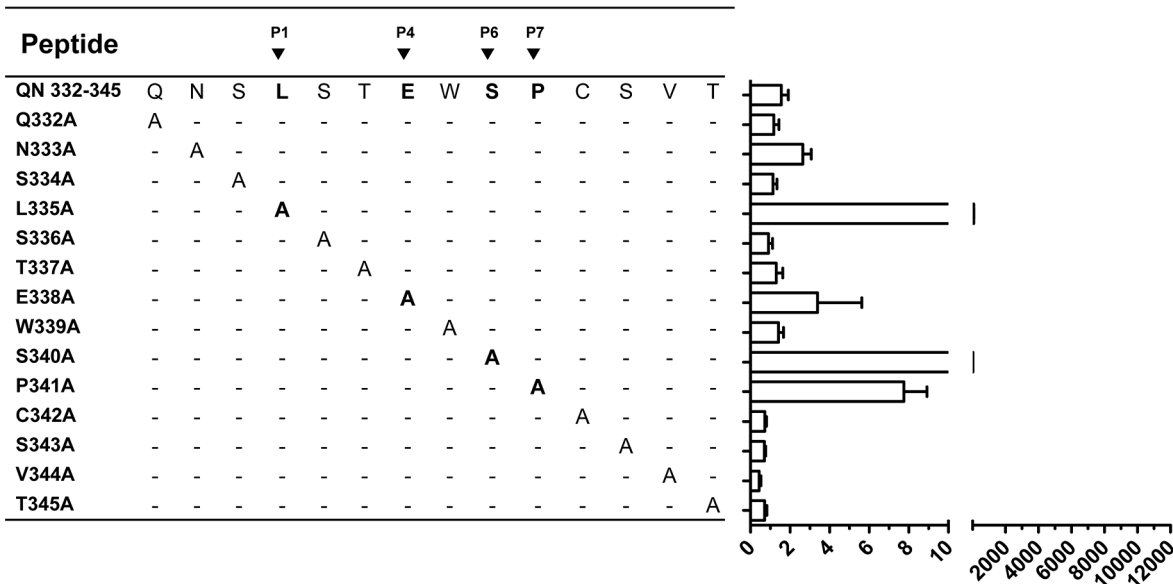 P1 P4 P6 P7
Peptide
QN 332-345 Q N S L S T E W S P C S V T
Q332A A - - - - - - - - - - - - -
N333A - A - - - - - - - - - - - -
S334A - - A - - - - - - - - - - -
L335A - - - A - - - - - - - - - -
S336A - - - - A - - - - - - - - -
T337A - - - - - A - - - - - - - -
E338A - - - - - - A - - - - - - -
W339A - - - - - - - A - - - - - -
S340A - - - - - - - - A - - - - -
P341A - - - - - - - - - A - - - -
C342A - - - - - - - - - - A - - -
S343A - - - - - - - - - - - A - -
V344A - - - - - - - - - - - - A -
T345A - - - - - - - - - - - - - A
0 2 4 6 8 10 2000 4000 6000 8000 10000 12000